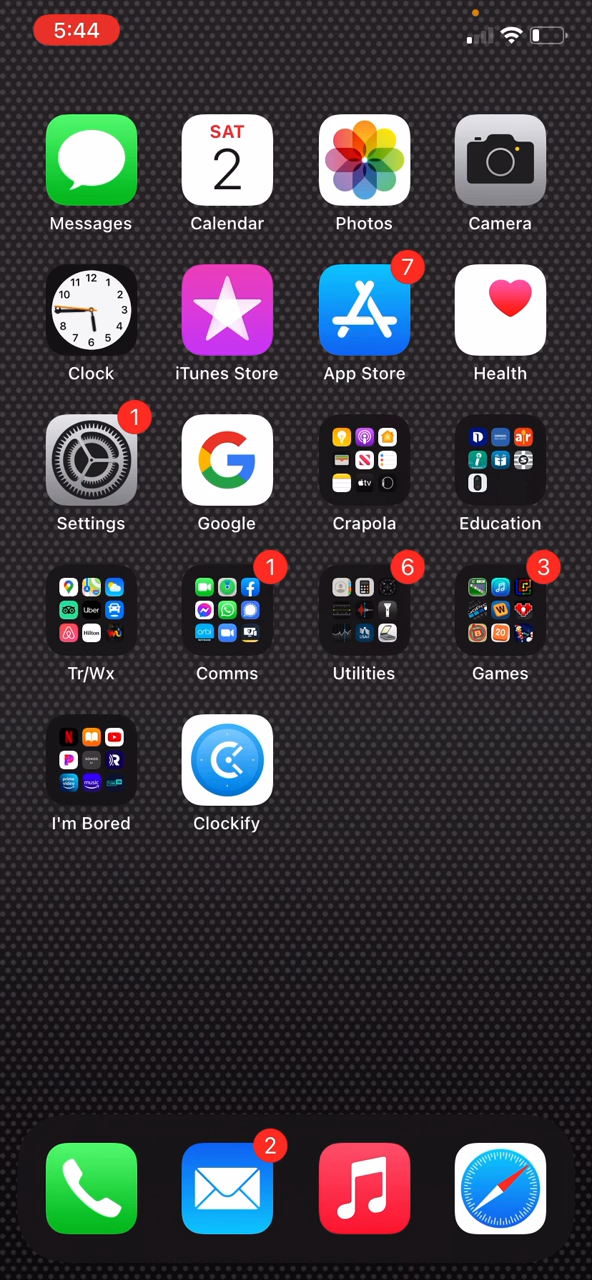 5:44
SAT
2
Messages
Calendar
Photos
Camera
7
Clock
iTunes Store
App Store
Health
1
Settings
Google
Crapola
Education
1
6
3
Tr/Wx
Comms
Utilities
Games
I'm Bored
Clockify
2